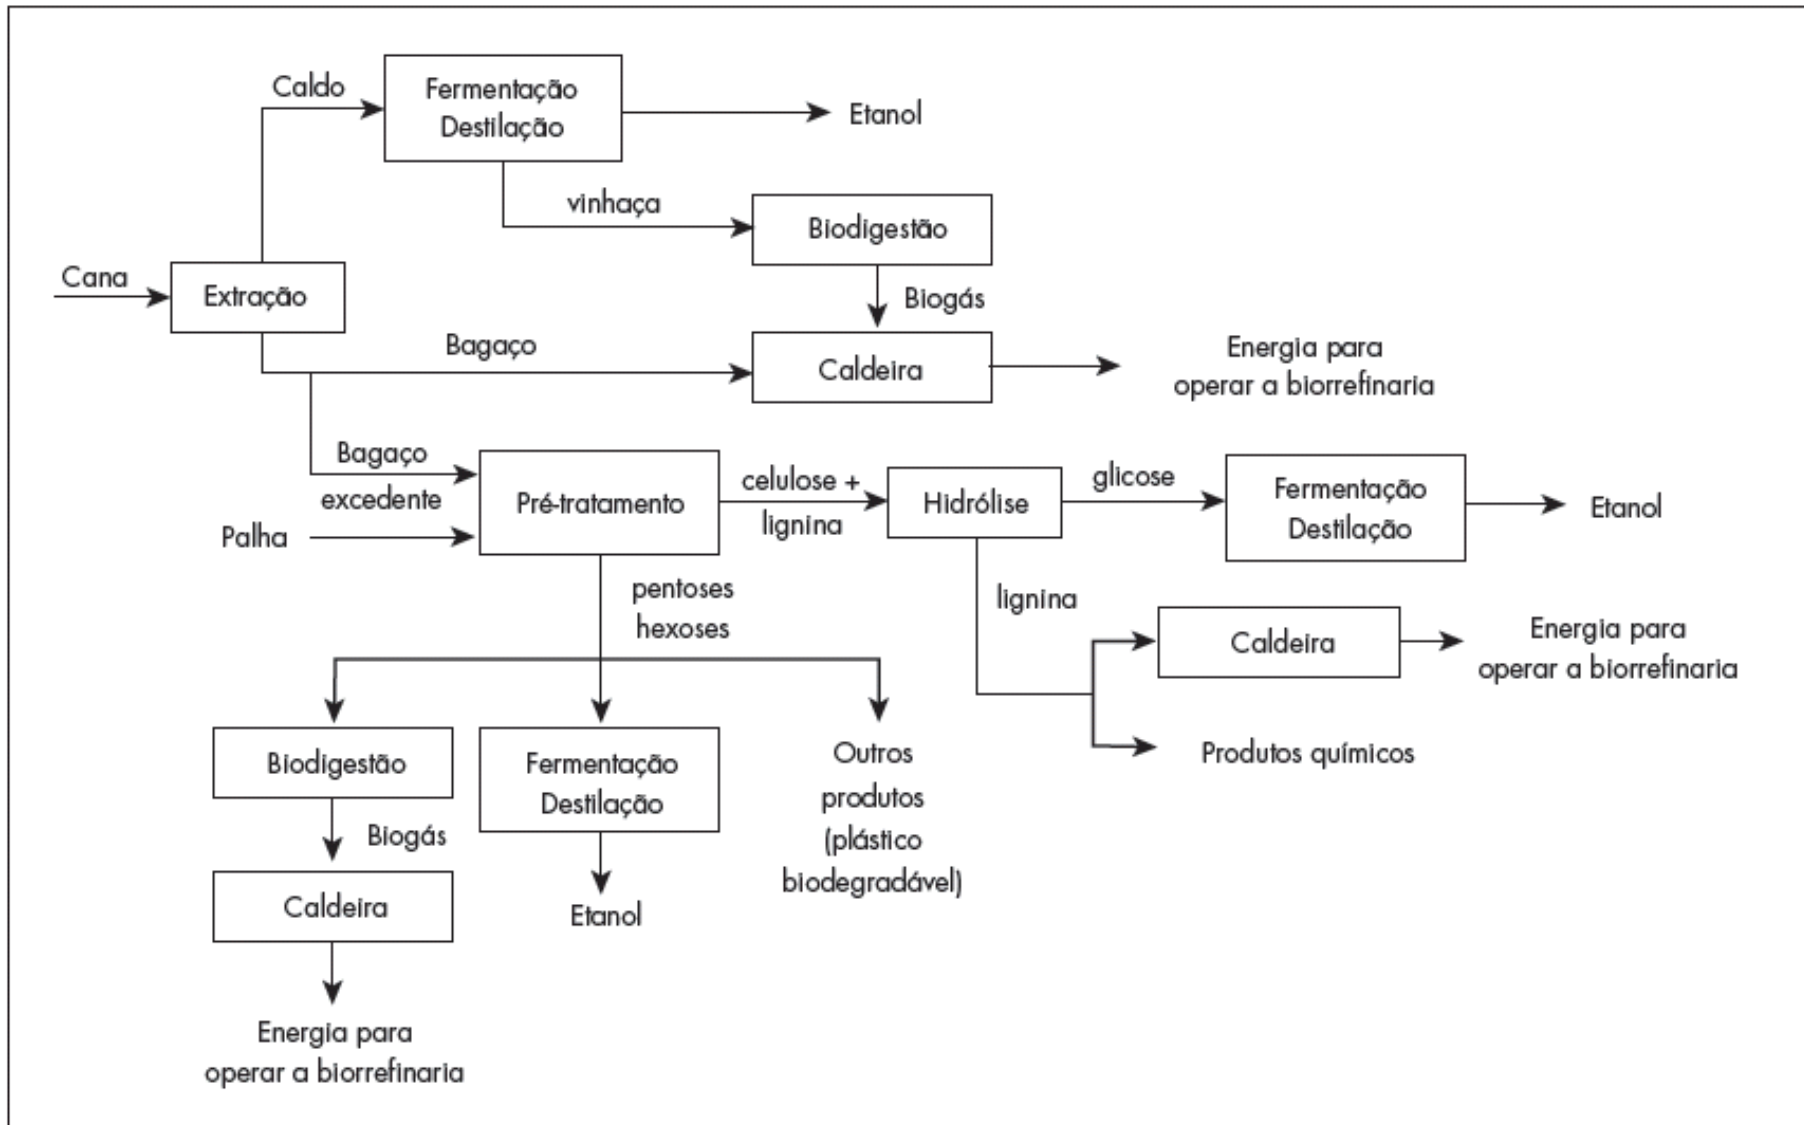 Caldo
Fermentação
Destilação
Etanol
vinhaça
Biodigestão
Cana
Extração
Biogás
Bagaço
Caldeira
Energia para
operar a biorrefinaria
Bagaço
excedente
Palha
Pré-tratamento
celulose +
lignina
Hidrólise
glicose
Fermentação
Destilação
Etanol
pentoses
hexoses
lignina
Caldeira
Energia para
operar a biorrefinaria
Produtos químicos
Biodigestão
Biogás
Caldeira
Energia para
operar a biorrefinaria
Fermentação
Destilação
Etanol
Outros
produtos
(plástico
biodegradável)